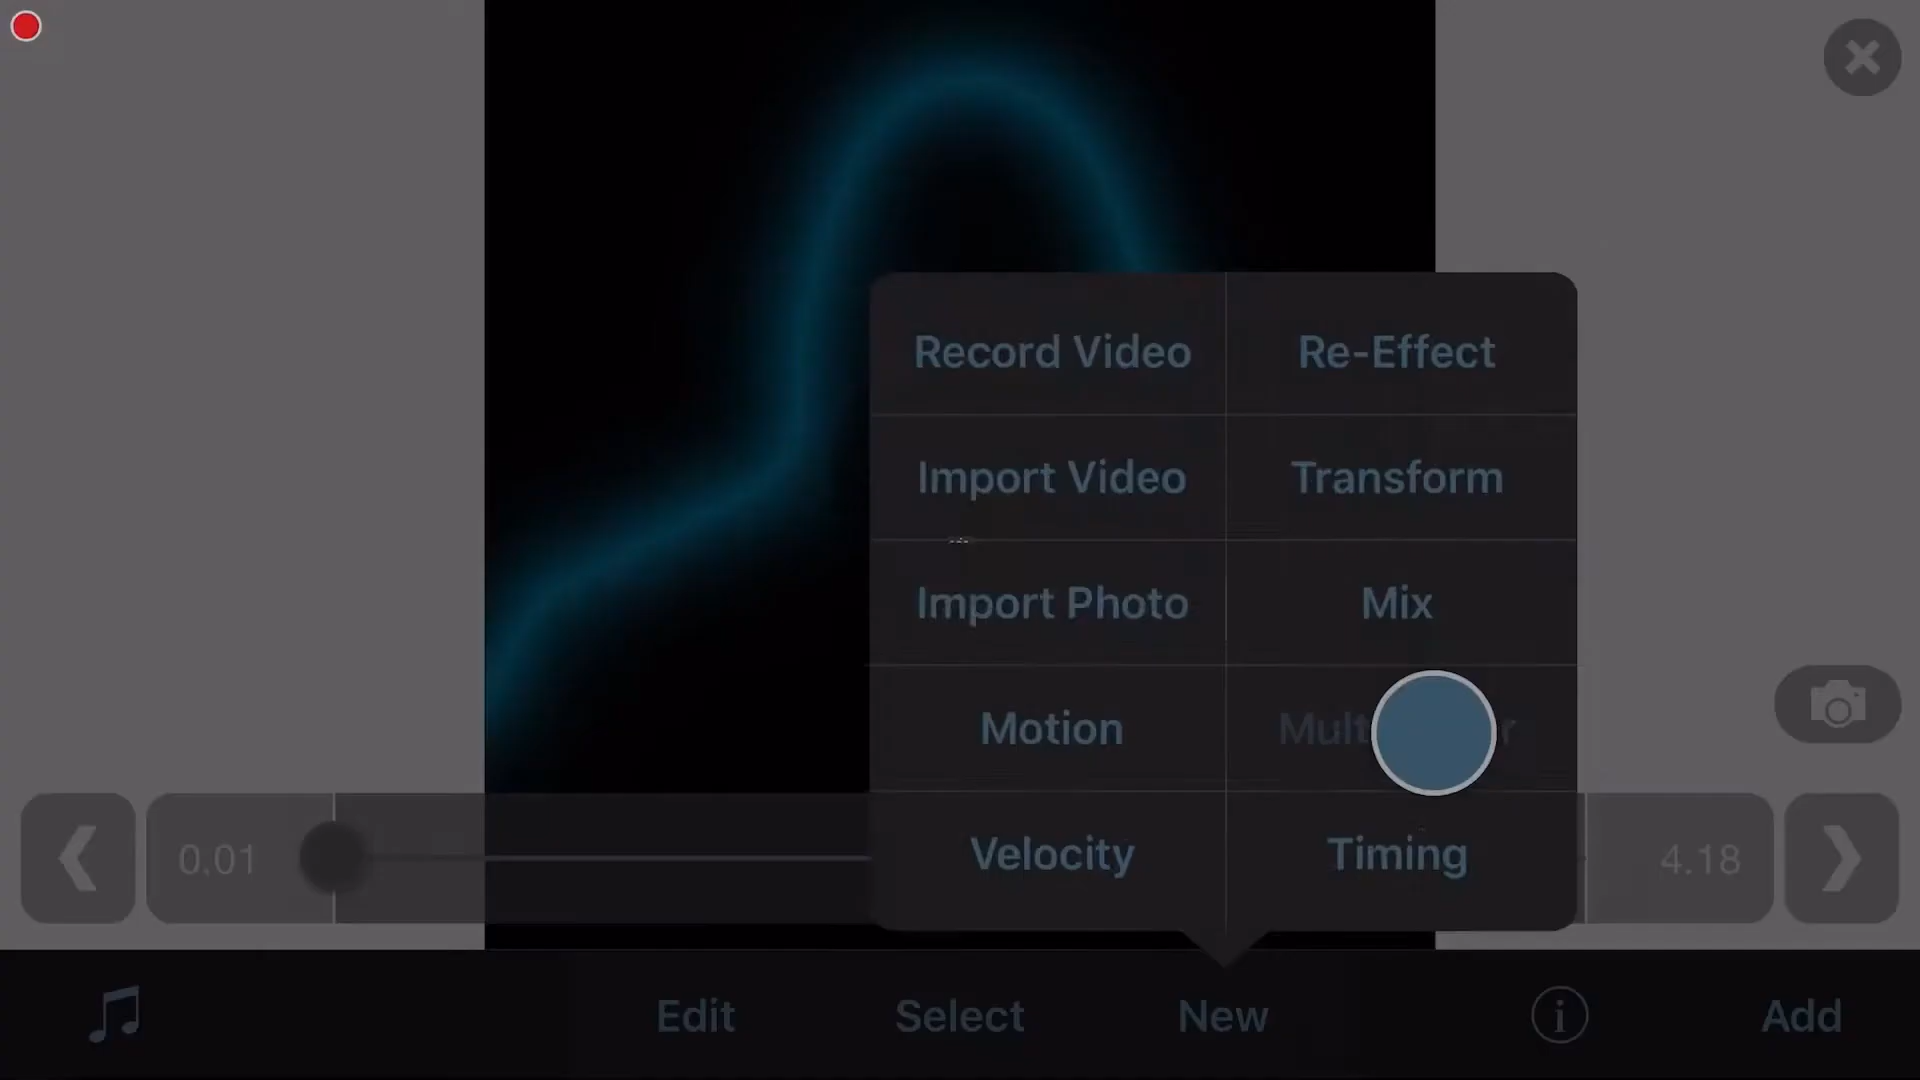 Record Video
Re-Effect
Import Video
Transform
Import Photo
Mix
Motion
Velocity
Timing
0.01
4.18
Edit
Select
New
Add